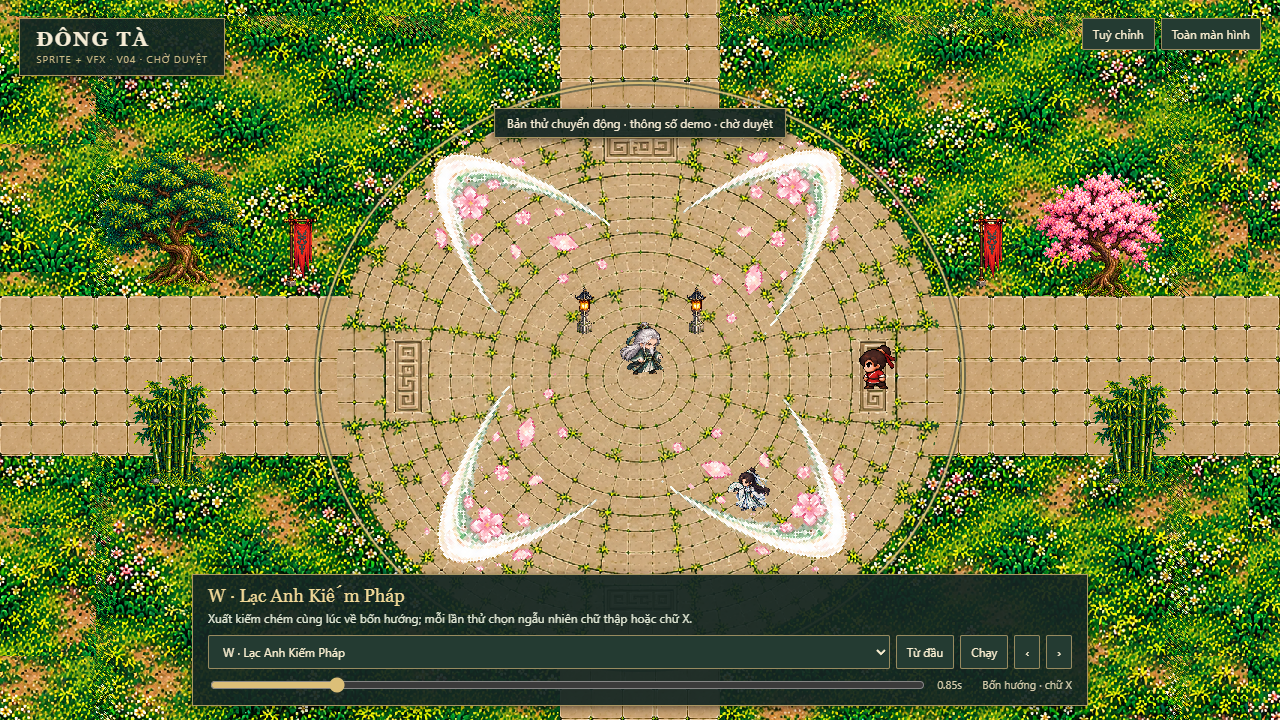 ĐÔNG TÀ
SPRITE + VFX · V04 · CHỜ DUYỆT
Tuỳ chỉnh
Toàn màn hình
Bản thử chuyển động · thông số demo · chờ duyệt
W · Lạc Anh Kiếm Pháp
Xuất kiếm chém cùng lúc về bốn hướng; mỗi lần thử chọn ngẫu nhiên chữ thập hoặc chữ X.
W · Lạc Anh Kiếm Pháp
Từ đầu
Chạy
‹
›
0.85s
Bốn hướng · chữ X